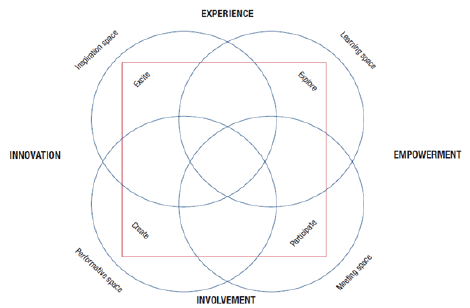 EXPERIENCE
Inspiration space
Learning space
Excite
Explore
INNOVATION
EMPOWERMENT
Create
Participate
Performative space
Meeting space
INVOLVEMENT